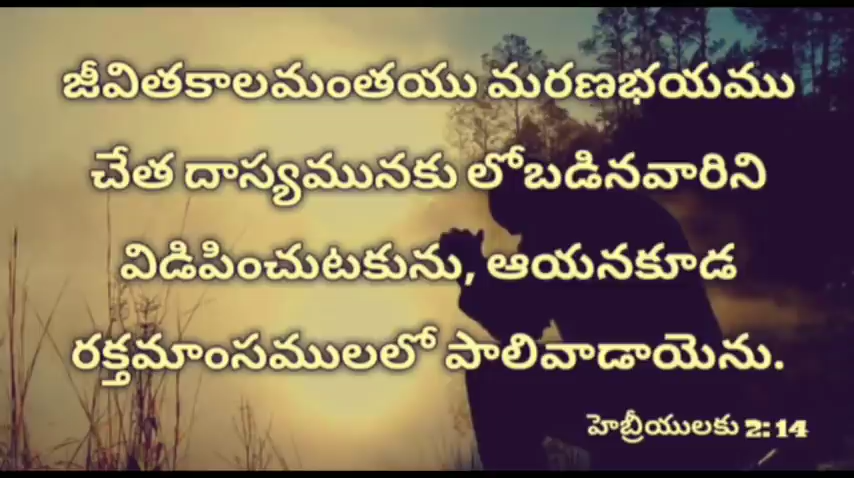 జీవితకాలమంతయు మరణభయము
చేత దాస్యమునకు లోబడినవారిని
విడిపించుటకును, ఆయనకూడ
రక్తమాంసములలో పాలివాడాయెను.
హెబ్రీయులకు 2:14